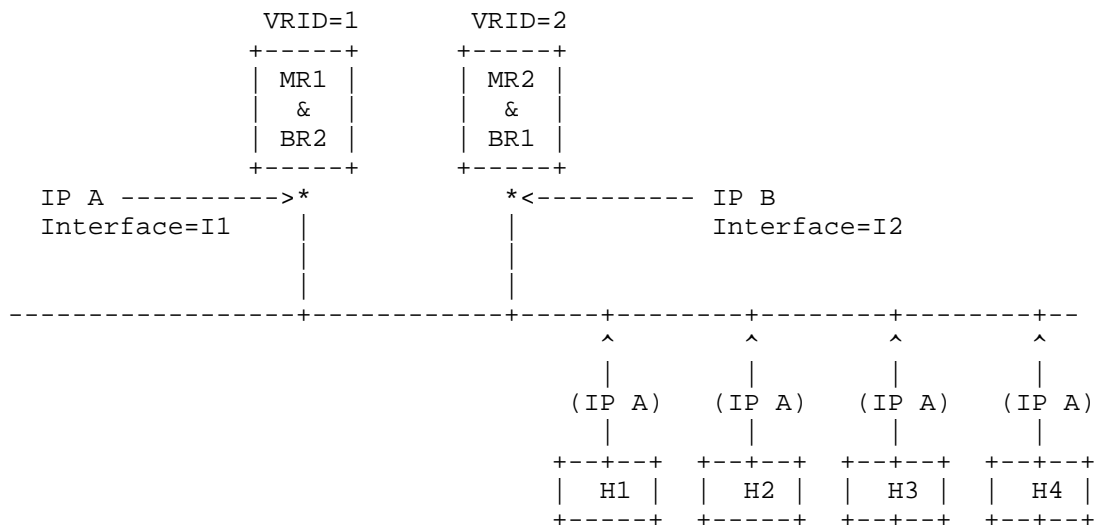 VRID=1 VRID=2
+-----+ +-----+
| MR1 | | MR2 |
| & | | & |
| BR2 | | BR1 |
+-----+ +-----+
IP A ---------->* *<---------- IP B
Interface=I1 | | Interface=I2
| |
| |
------------------+------------+-----+--------+--------+--------+--
^ ^ ^ ^
| | | |
(IP A) (IP A) (IP A) (IP A)
| | | |
+--+--+ +--+--+ +--+--+ +--+--+
| H1 | | H2 | | H3 | | H4 |
+-----+ +-----+ +--+--+ +--+--+